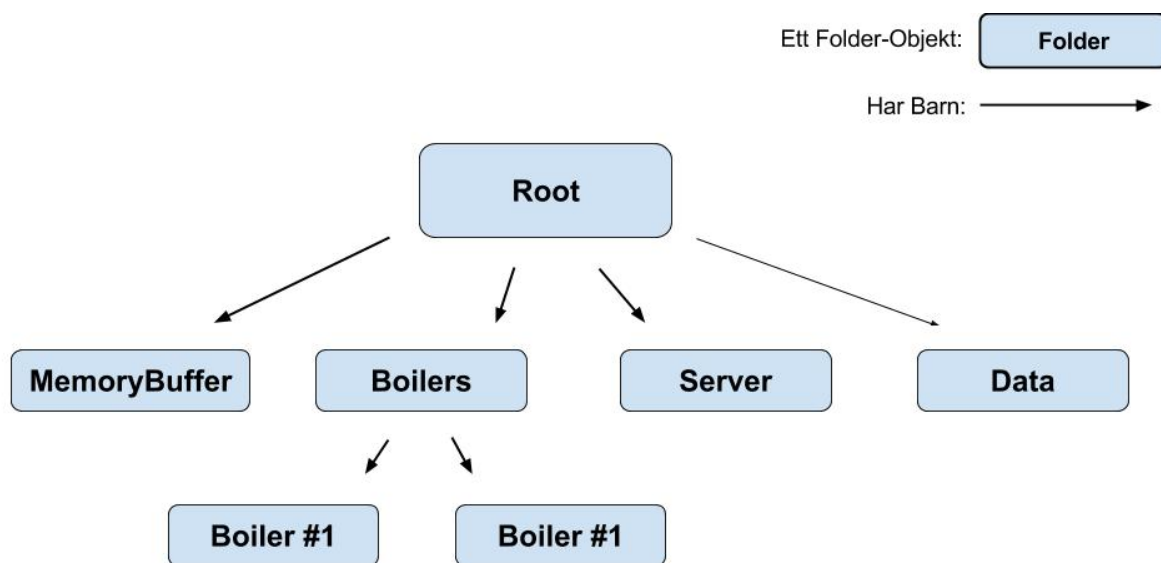 Ett Folder-Objekt:
Folder
Har Barn:
Root
MemoryBuffer
Boilers
Server
Data
Boiler #1
Boiler #1